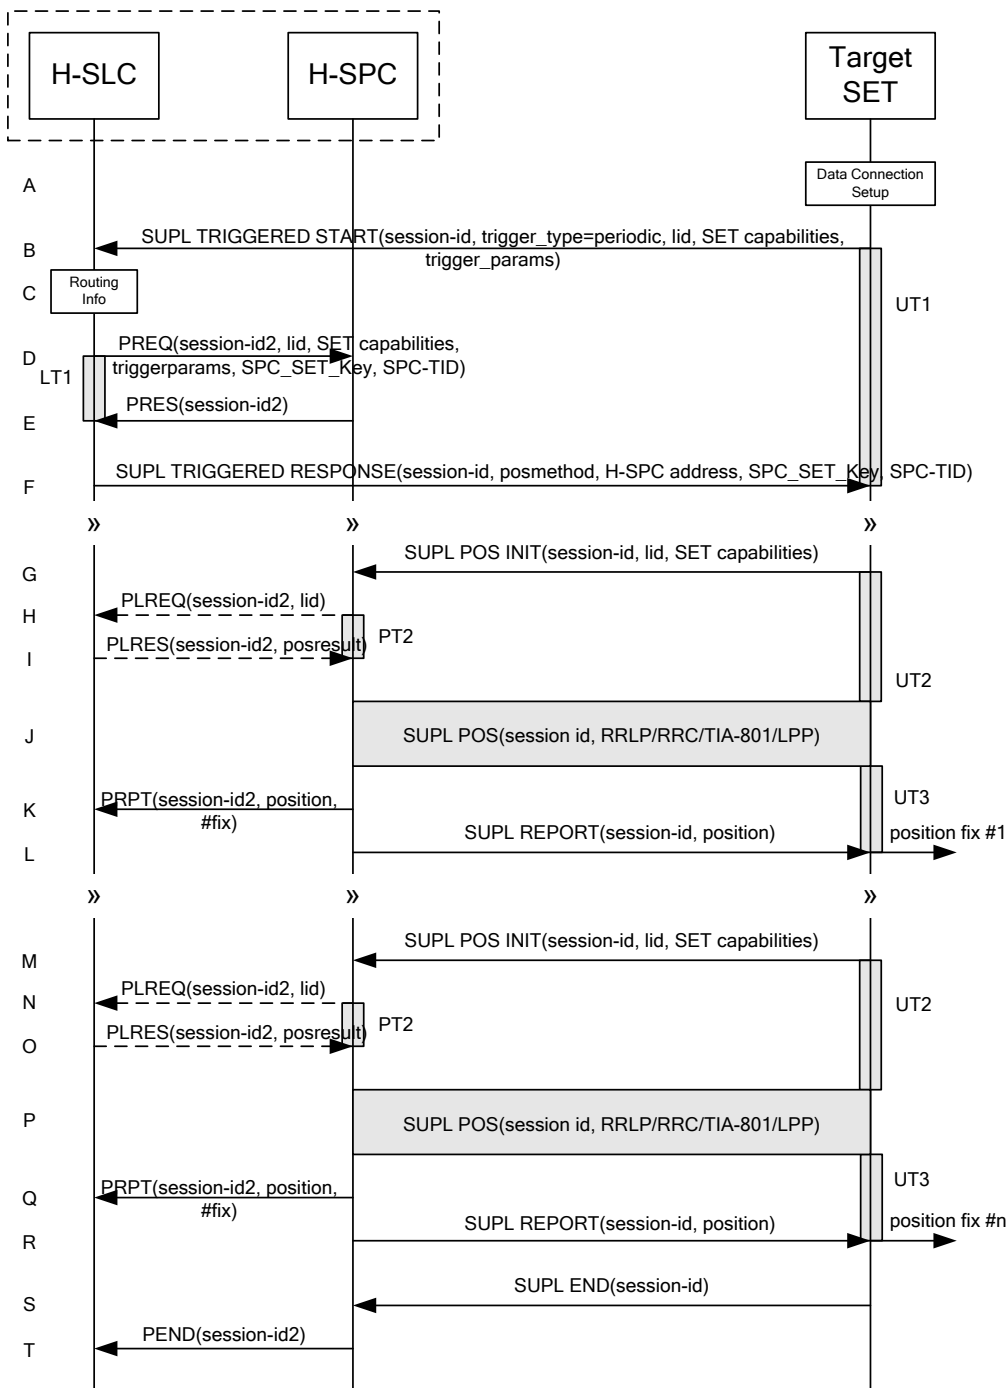 H-SLC
H-SPC
Target
SET
A
Data Connection
Setup
B
SUPL TRIGGERED START(session-id, trigger_type=periodic, lid, SET capabilities,
trigger_params)
C
Routing
Info
UT1
D
PREQ(session-id2, lid, SET capabilities,
triggerparams, SPC_SET_Key, SPC-TID)
LT1
E
PRES(session-id2)
F
SUPL TRIGGERED RESPONSE(session-id, posmethod, H-SPC address, SPC_SET_Key, SPC-TID)
» » »
G
SUPL POS INIT(session-id, lid, SET capabilities)
H
PLREQ(session-id2, lid)
PT2
I
PLRES(session-id2, posresult)
UT2
J
SUPL POS(session id, RRLP/RRC/TIA-801/LPP)
K
PRPT(session-id2, position,
#fix)
UT3
L
SUPL REPORT(session-id, position)
position fix #1
» » »
M
SUPL POS INIT(session-id, lid, SET capabilities)
N
PLREQ(session-id2, lid)
UT2
PT2
O
PLRES(session-id2, posresult)
P
SUPL POS(session id, RRLP/RRC/TIA-801/LPP)
Q
PRPT(session-id2, position,
#fix)
UT3
R
SUPL REPORT(session-id, position)
position fix #n
S
SUPL END(session-id)
T
PEND(session-id2)